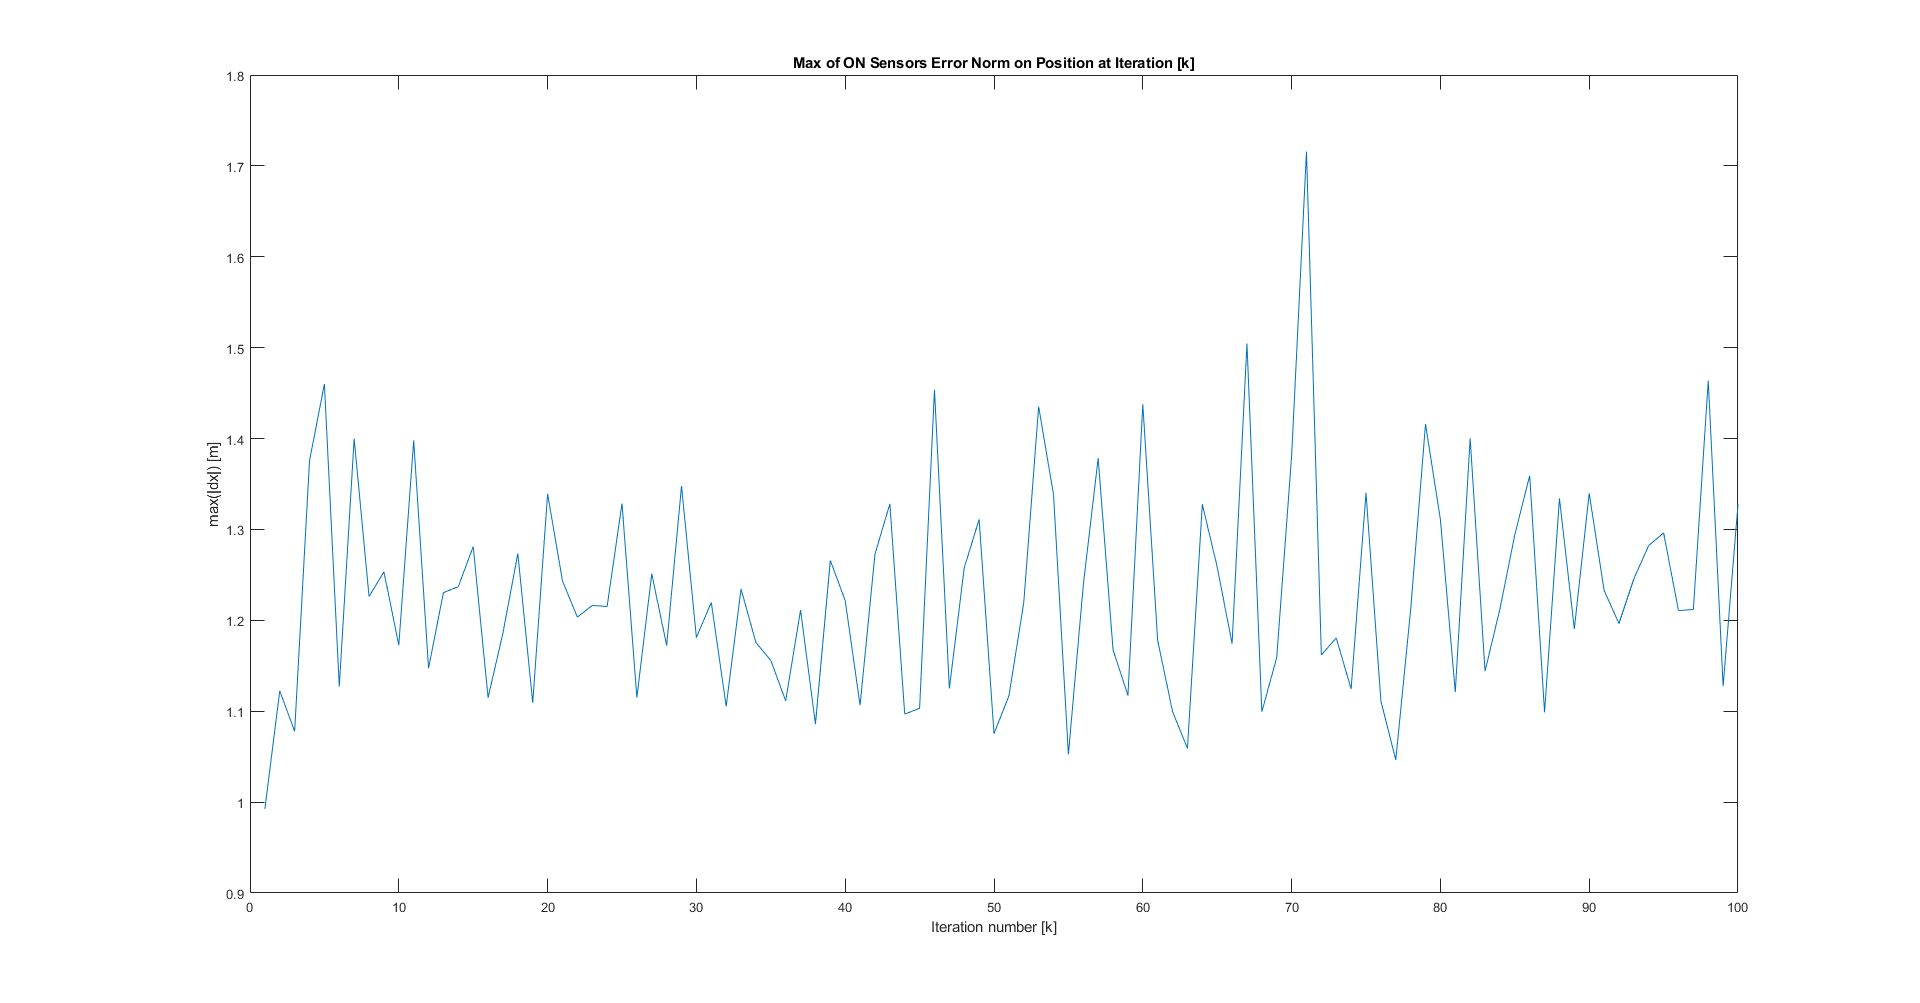 Max of ON Sensors Error Norm on Position at Iteration [k]
1.8
1.7
1.6
1.5
1.4
1.3
1.2
1.1
1
0.9
max(|dx|) [m]
0 10 20 30 40 50 60 70 80 90 100
Iteration number [k]